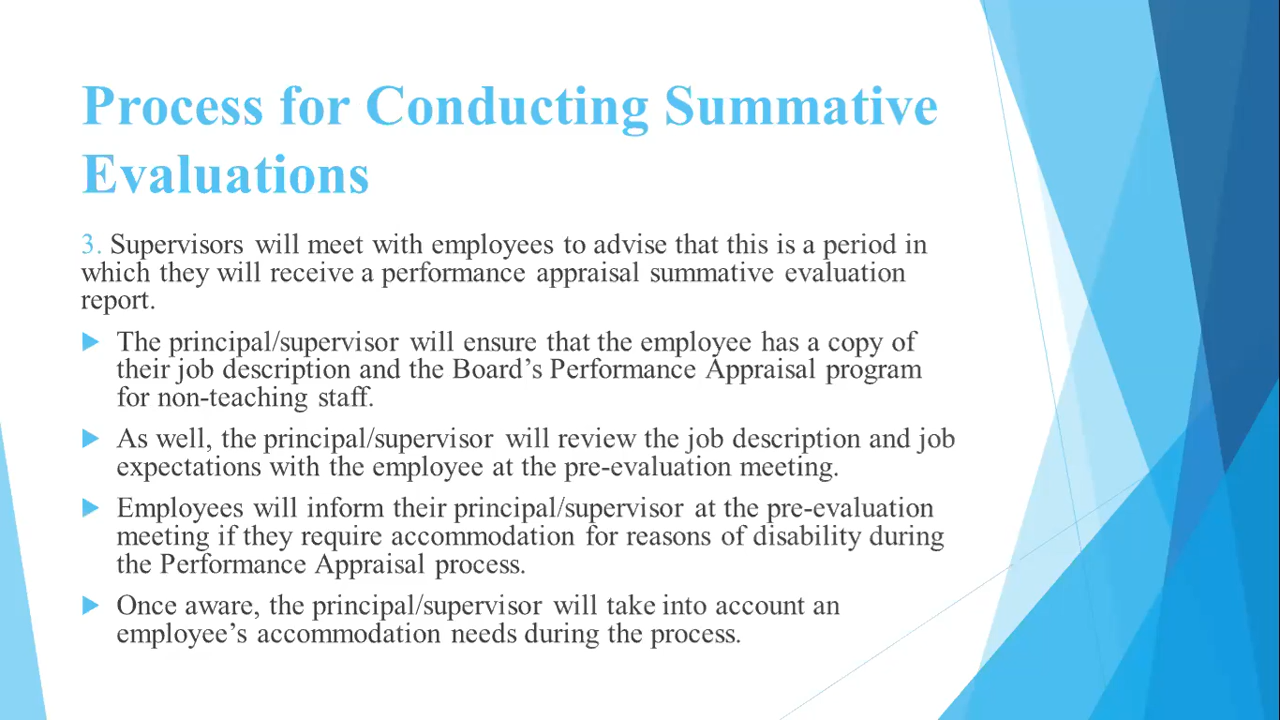 Process for Conducting Summative
Evaluations
3. Supervisors will meet with employees to advise that this is a period in
which they will receive a performance appraisal summative evaluation
report.
The principal/supervisor will ensure that the employee has a copy of
their job description and the Board’s Performance Appraisal program
for non-teaching staff.
As well, the principal/supervisor will review the job description and job
expectations with the employee at the pre-evaluation meeting.
Employees will inform their principal/supervisor at the pre-evaluation
meeting if they require accommodation for reasons of disability during
the Performance Appraisal process.
Once aware, the principal/supervisor will take into account an
employee’s accommodation needs during the process.